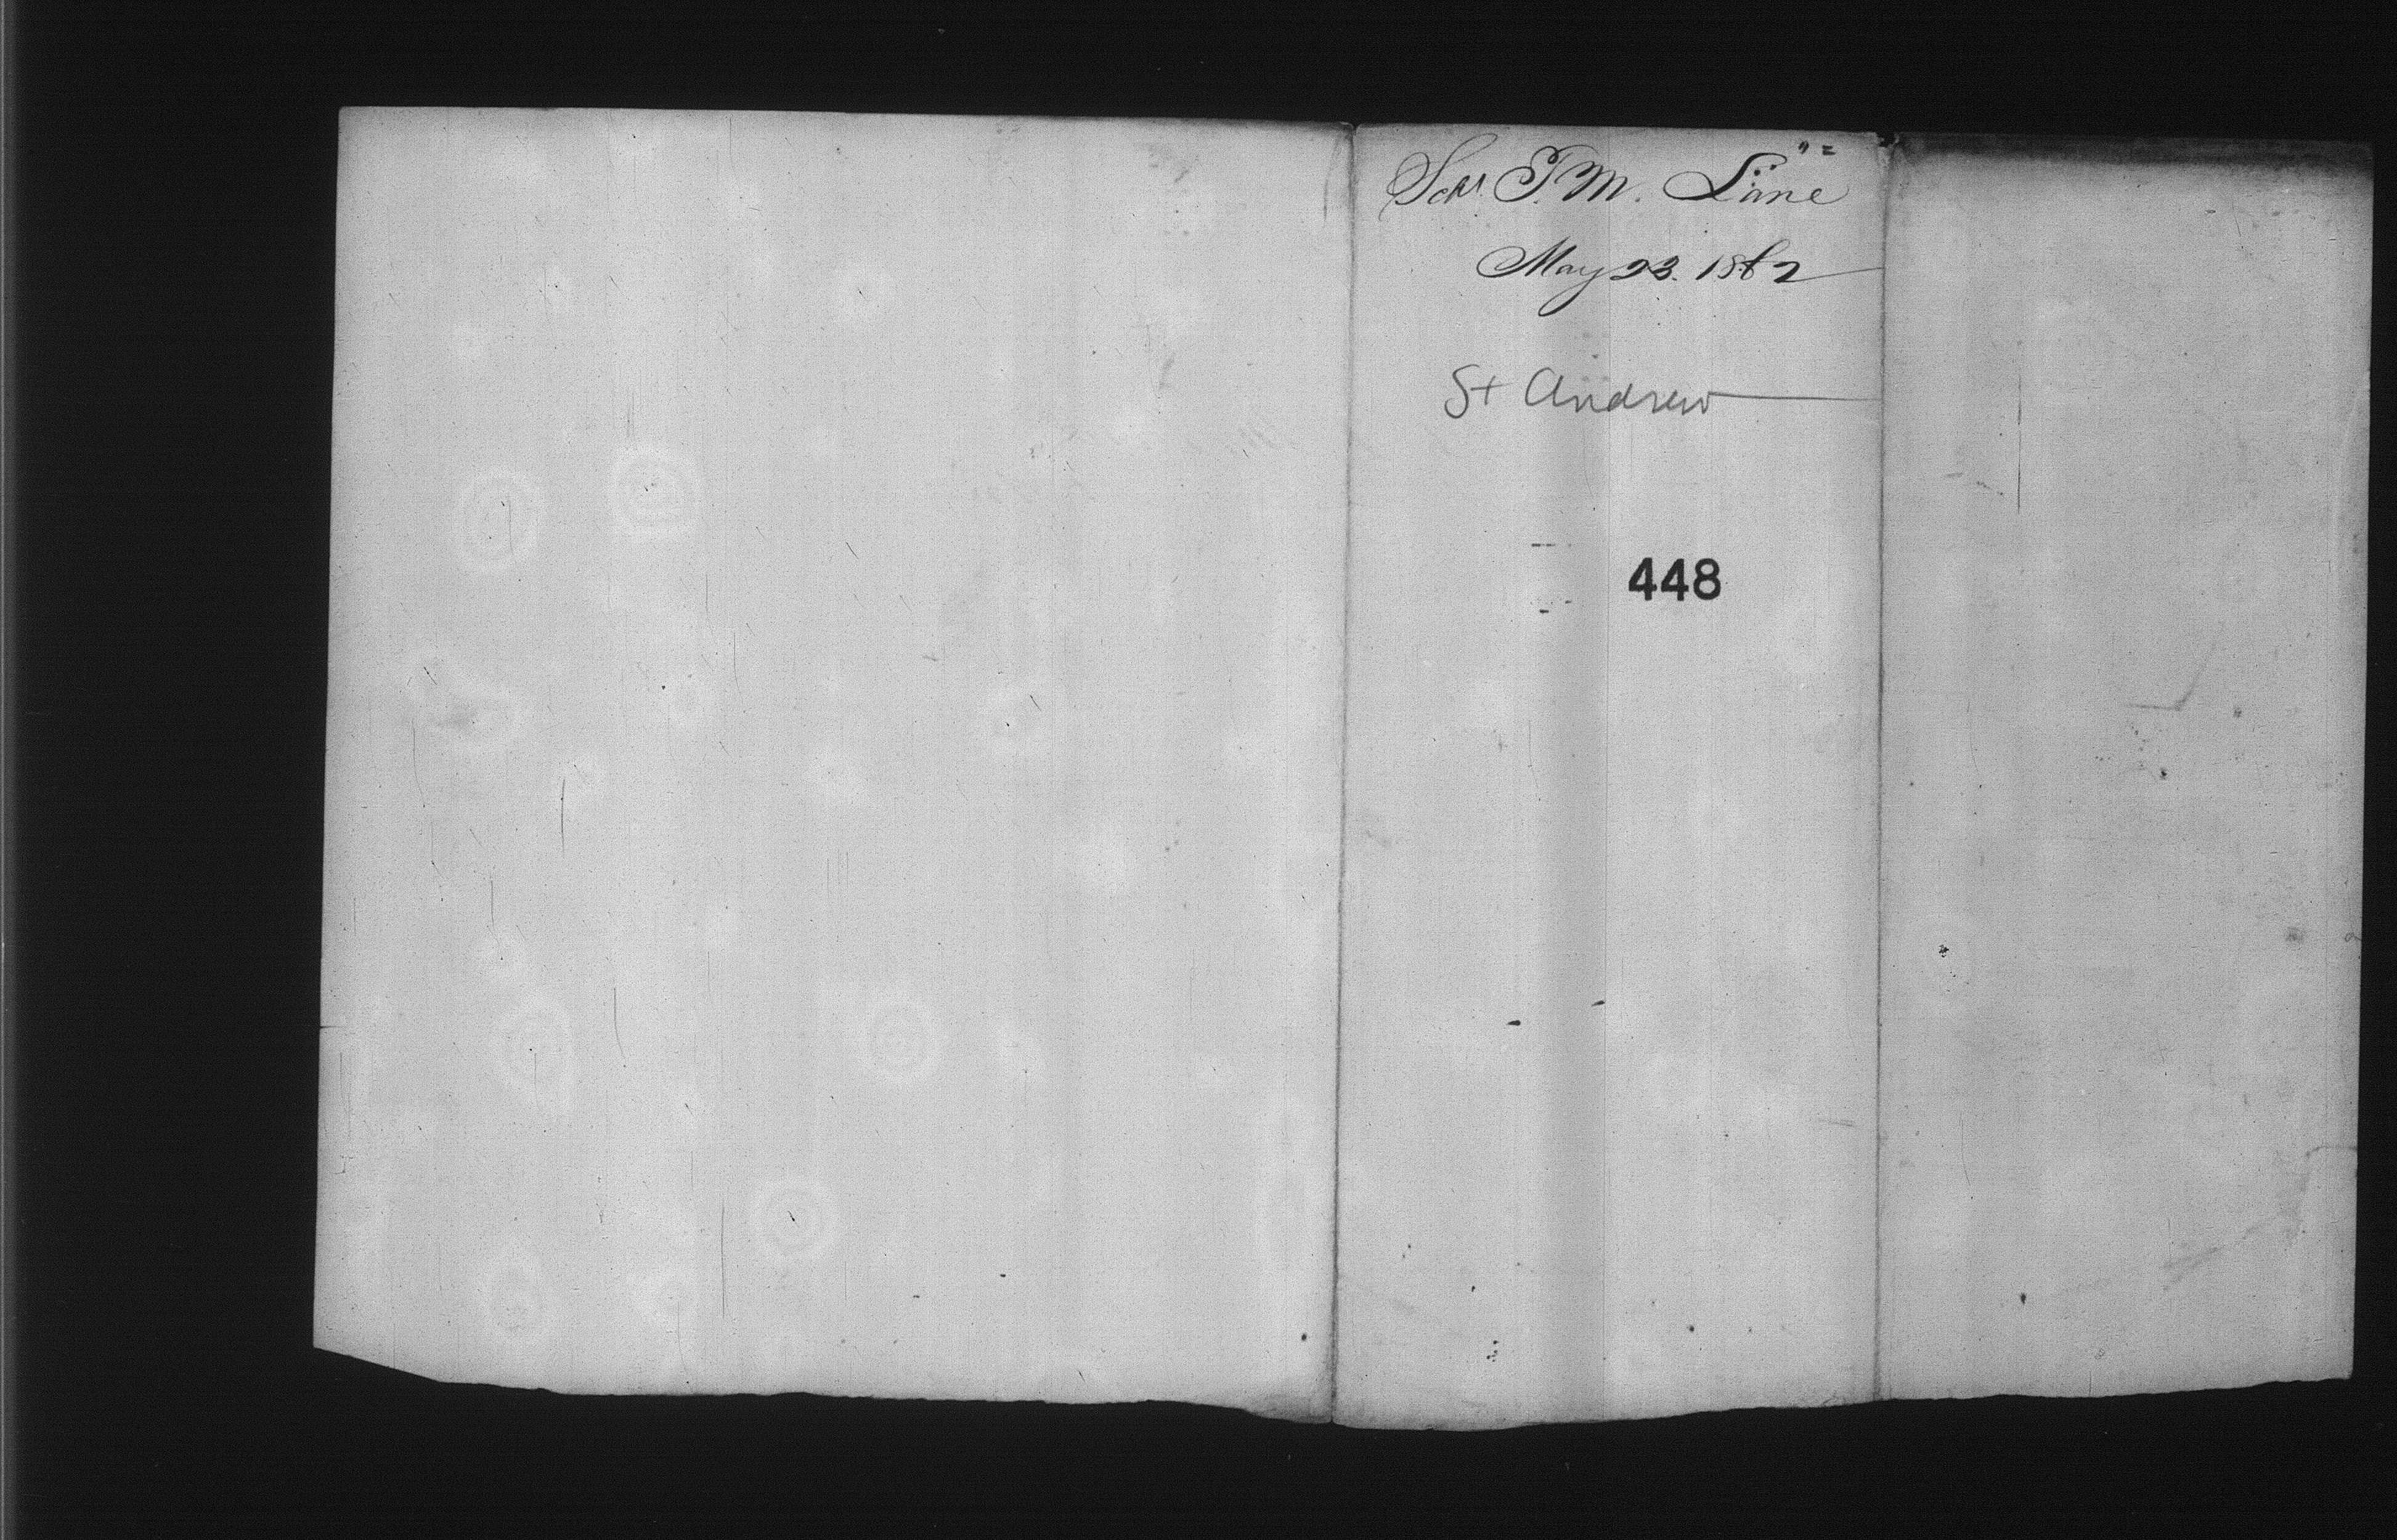 Schr. T. M. Lane
May 23. 1862
St Andrew
448